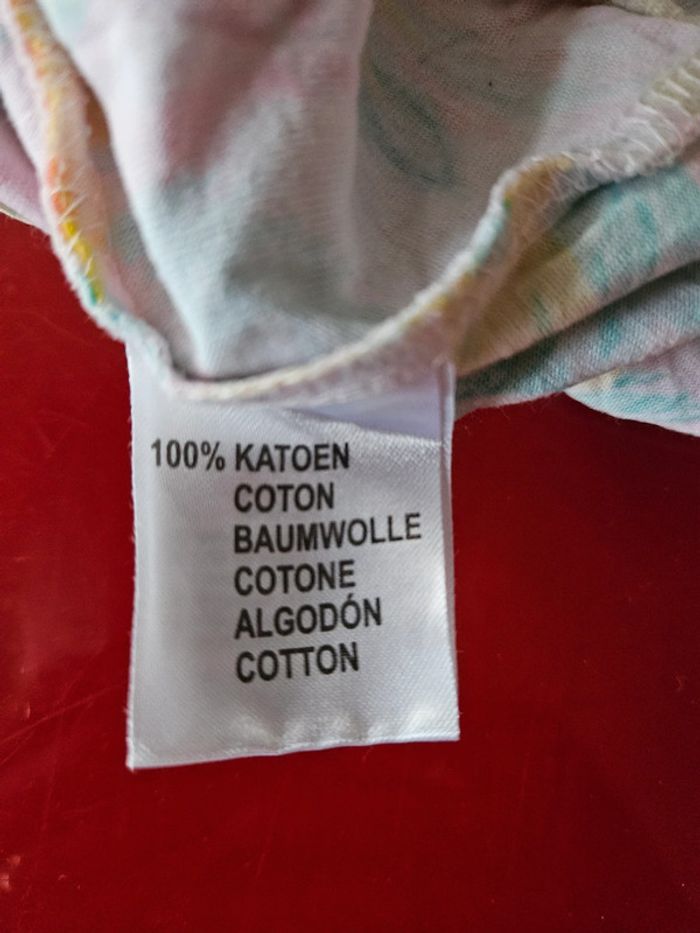 100% KATOEN
COTON
BAUMWOLLE
COTONE
ALGODÓN
COTTON